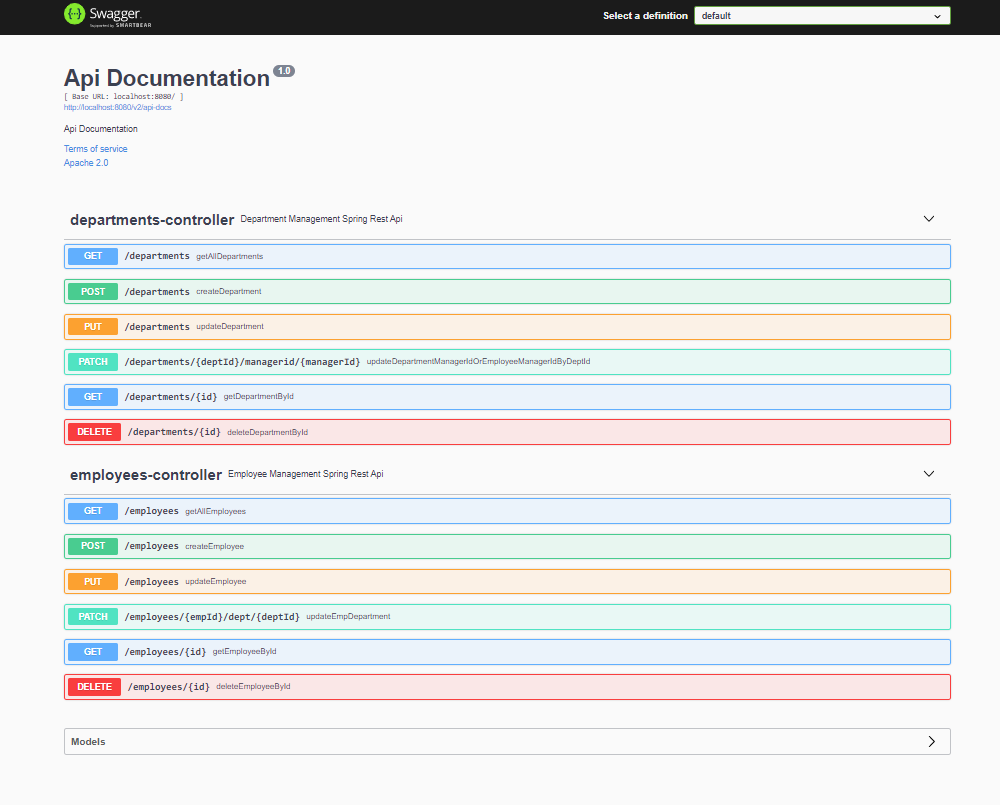 Swagger.
Supported by SMARTBEAR
Select a definition
default
Api Documentation 1.0
[ Base URL: localhost:8080/ ]
http://localhost:8080/v2/api-docs
Api Documentation
Terms of service
Apache 2.0
departments-controller Department Management Spring Rest Api
GET /departments getAllDepartments
POST /departments createDepartment
PUT /departments updateDepartment
PATCH /departments/{deptId}/managerid/{managerId} updateDepartmentManagerIdOrEmployeeManagerIdByDeptId
GET /departments/{id} getDepartmentById
DELETE /departments/{id} deleteDepartmentById
employees-controller Employee Management Spring Rest Api
GET /employees getAllEmployees
POST /employees createEmployee
PUT /employees updateEmployee
PATCH /employees/{empId}/dept/{deptId} updateEmpDepartment
GET /employees/{id} getEmployeeById
DELETE /employees/{id} deleteEmployeeById
Models